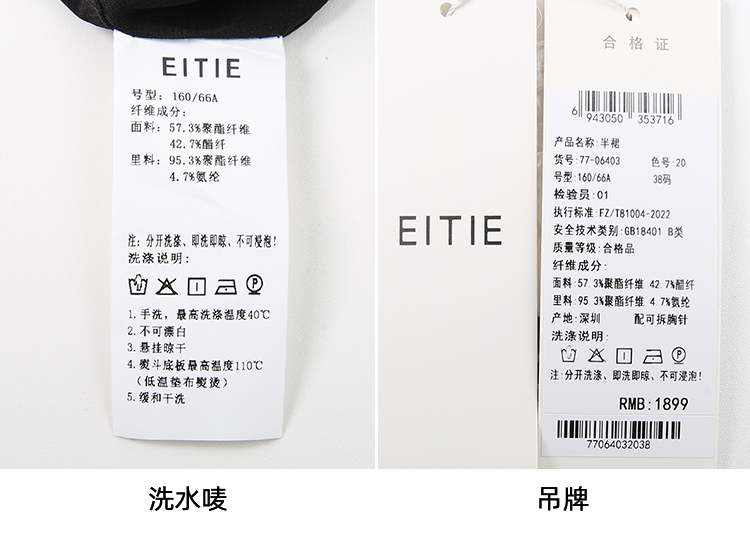 EITIE
号型: 160/66A
纤维成分:
面料: 57.3%聚酯纤维
42.7%醋纤
里料: 95.3%聚酯纤维
4.7%氨纶
注: 分开洗涤、即洗即晾、不可浸泡!
洗涤说明:
P
1.手洗，最高洗涤温度40℃
2.不可漂白
3.悬挂晾干
4.熨斗底板最高温度110℃
（低温垫布熨烫）
5.缓和干洗
洗水唛
EITIE
合格证
6 943050 353716
产品名称:半裙
货号:77-06403 色号:20
号型:160/66A 38码
检验员:01
执行标准:FZ/T81004-2022
安全技术类别:GB18401 B类
质量等级:合格品
纤维成分:
面料:57.3%聚酯纤维 42.7%醋纤
里料:95.3%聚酯纤维 4.7%氨纶
产地:深圳 配可拆胸针
洗涤说明:
P
注:分开洗涤、即洗即晾、不可浸泡!
RMB:1899
77064032038
吊牌